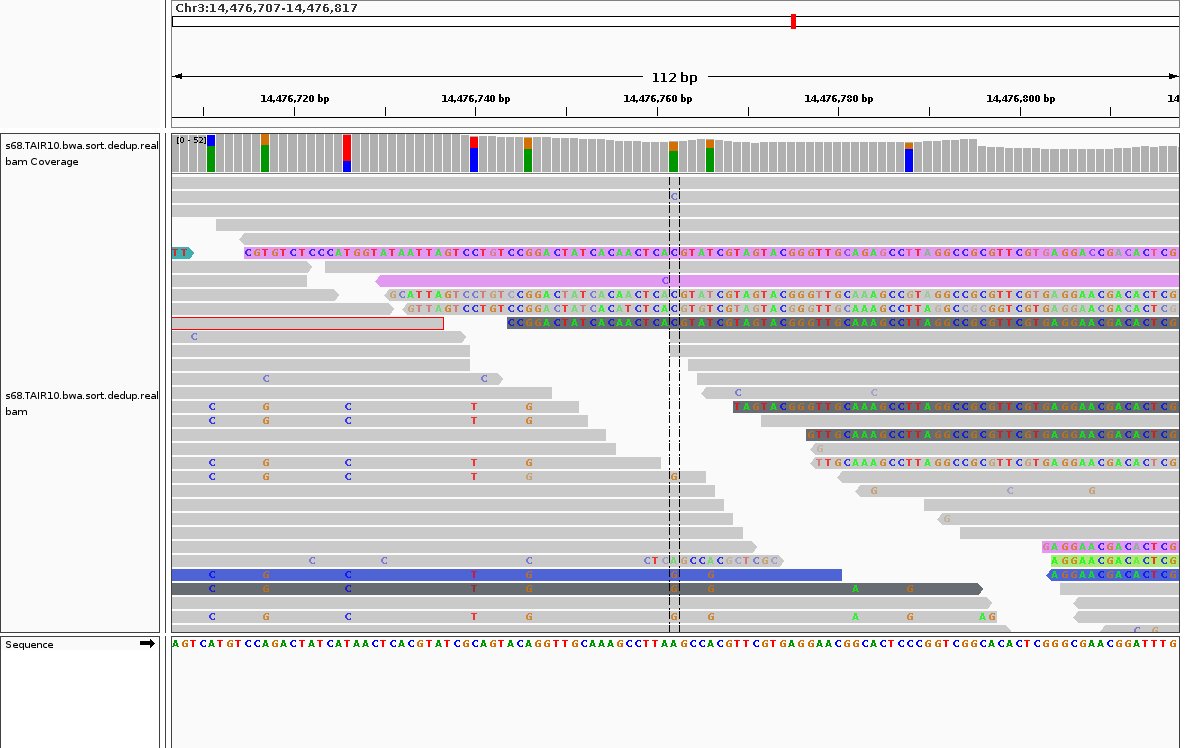 Chr3:14,476,707-14,476,817
112 bp
14,476,720 bp 14,476,740 bp 14,476,760 bp 14,476,780 bp 14,476,800 bp 14
s68.TAIR10.bwa.sort.dedup.real
bam Coverage
[0 - 52]
C
TT CGTGTCTCCCATGGTATAATTAGTCCTGTCCGGACTATCACAACTCACGTATCGTAGTACGGGTTGCAGAGCCTTAGGCCGCGTTCGTGAGGACCGACACTCG
C
GCATTAGTCCTGTCCGGACTATCACAACTCACGTATCGTAGTACGGGTTGCAAAGCCGTAGGCCGCGTTCGTGAGGAACGACACTCG
GTTAGTCCTGTCCGGACTATCACATCTCACGTGTCGTAGTACGGGTTGCAAAGCCTTAGGCCGCGGTCGTGAGGAACGACACTCG
CCGGACTATCACAACTCACGTATCGTAGTACGGGTTGCAAAGCCTTAGGCCGCGTTCGTGAGGAACGACACTCG
C
C C
C C
s68.TAIR10.bwa.sort.dedup.real
bam
C G C T G TAGTACGGGTTGCAAAGCCTTAGGCCGCGTTCGTGAGGAACGACACTCG
C G C T G
GTTGCAAAGCCTTAGGCCGCGTTCGTGAGGAACGACACTCG
G
C G C T G TTGCAAAGCCTTAGGCCGCGTTCGTGAGGAACGACACTCG
C G C T G G
G C G
G
GAGGAACGACACTCG
C C C CTCAGCCACGCTCGC AGGAACGACACTCG
C G C T G G G AGGAACGACACTCG
C G C T G G G A G
C G C T G G G A G AG
C G
Sequence
AGTCATGTCCAGACTATCATAACTCACGTATCGCAGTACAGGTTGCAAAGCCTTAAGCCACGTTCGTGAGGAACGGCACTCCCGGTCGGCACACTCGGGCGAACGGATTTG